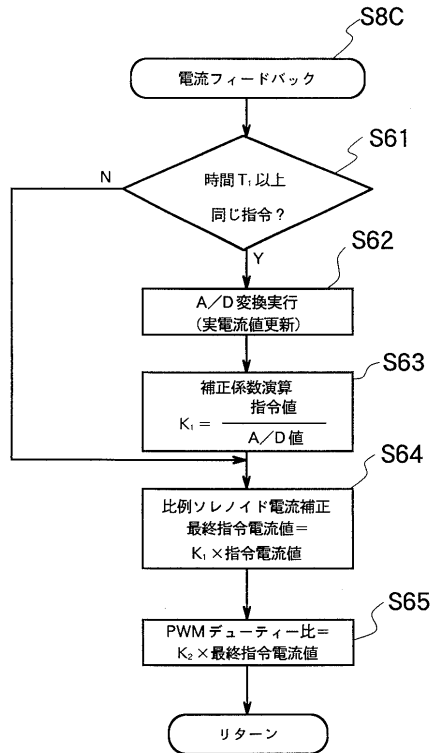 S8C
電流フィードバック
S61
時間T₁以上
同じ指令？
N
Y
S62
A／D変換実行
(実電流値更新)
S63
補正係数演算
K₁＝ 指令値
A／D値
S64
比例ソレノイド電流補正
最終指令電流値＝
K₁×指令電流値
S65
PWMデューティー比＝
K₂×最終指令電流値
リターン